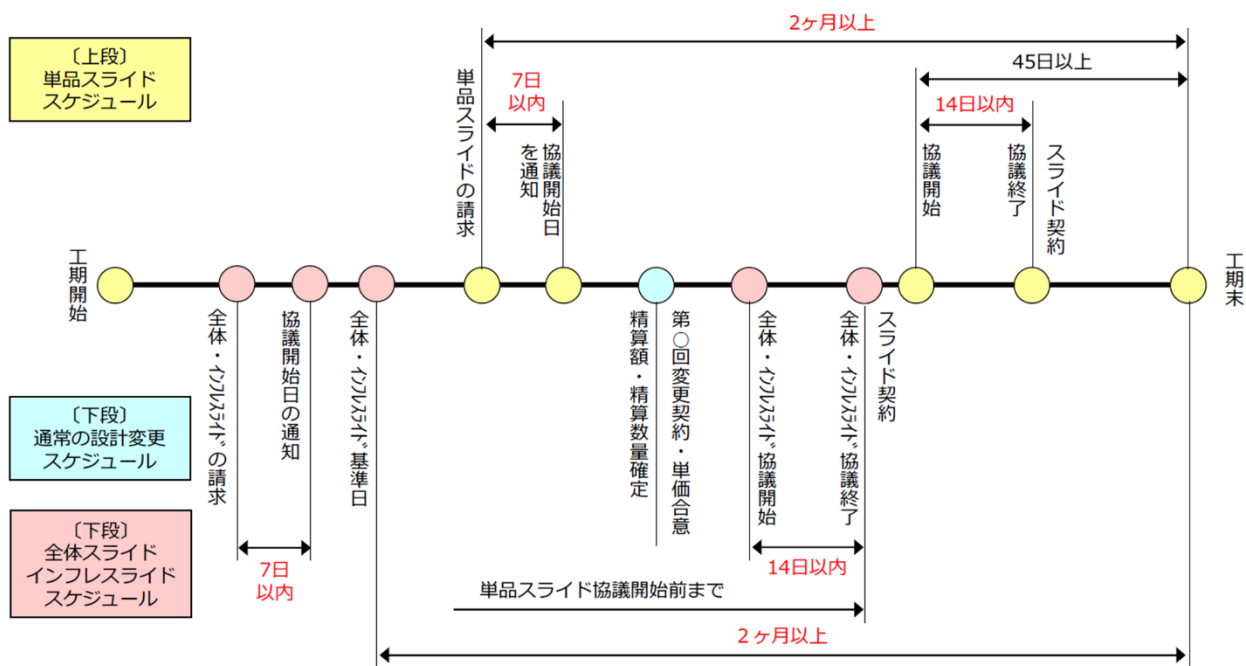 2ヶ月以上
〔上段〕
単品スライド
スケジュール
45日以上
7日
以内
14日以内
単品スライドの請求
協議開始日
を通知
協議開始
協議終了
スライド契約
工期開始
工期末
全体・インフレスライドの請求
協議開始日の通知
全体・インフレスライド基準日
第○回変更契約・単価合意
精算額・精算数量確定
全体・インフレスライド協議開始
スライド契約
全体・インフレスライド協議終了
〔下段〕
通常の設計変更
スケジュール
〔下段〕
全体スライド
インフレスライド
スケジュール
7日
以内
14日以内
単品スライド協議開始前まで
2ヶ月以上